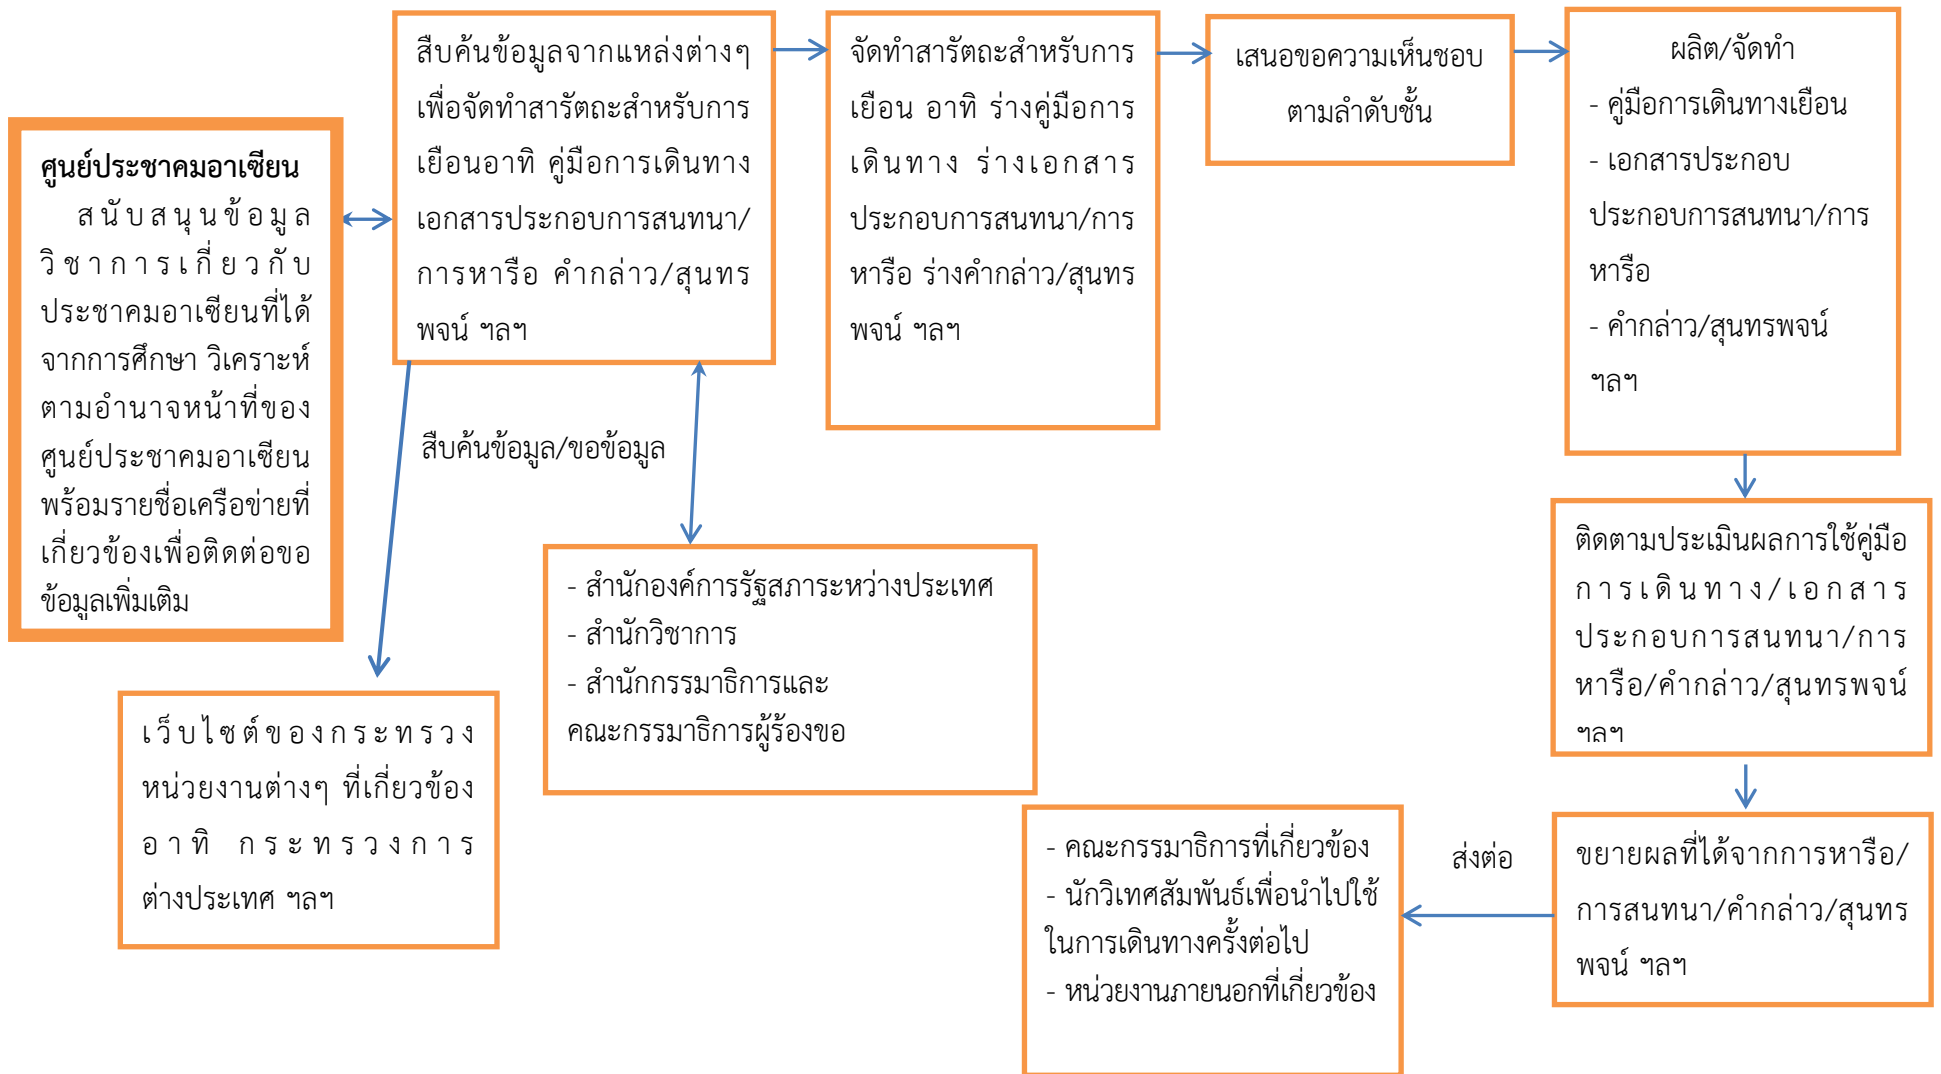 ศูนย์ประชาคมอาเซียน
สนับสนุนข้อมูล
วิชาการเกี่ยวกับ
ประชาคมอาเซียนที่ได้
จากการศึกษา วิเคราะห์
ตามอำนาจหน้าที่ของ
ศูนย์ประชาคมอาเซียน
พร้อมรายชื่อเครือข่ายที่
เกี่ยวข้องเพื่อติดต่อขอ
ข้อมูลเพิ่มเติม
สืบค้นข้อมูลจากแหล่งต่างๆ
เพื่อจัดทำสารัตถะสำหรับการ
เยือนอาทิ คู่มือการเดินทาง
เอกสารประกอบการสนทนา/
การหารือ คำกล่าว/สุนทร
พจน์ ฯลฯ
จัดทำสารัตถะสำหรับการ
เยือน อาทิ ร่างคู่มือการ
เดินทาง ร่างเอกสาร
ประกอบการสนทนา/การ
หารือ ร่างคำกล่าว/สุนทร
พจน์ ฯลฯ
เสนอขอความเห็นชอบ
ตามลำดับชั้น
ผลิต/จัดทำ
- คู่มือการเดินทางเยือน
- เอกสารประกอบ
ประกอบการสนทนา/การ
หารือ
- คำกล่าว/สุนทรพจน์
ฯลฯ
สืบค้นข้อมูล/ขอข้อมูล
- สำนักองค์การรัฐสภาระหว่างประเทศ
- สำนักวิชาการ
- สำนักกรรมาธิการและ
คณะกรรมาธิการผู้ร้องขอ
เว็บไซต์ของกระทรวง
หน่วยงานต่างๆ ที่เกี่ยวข้อง
อาทิ กระทรวงการ
ต่างประเทศ ฯลฯ
ติดตามประเมินผลการใช้คู่มือ
การเดินทาง/เอกสาร
ประกอบการสนทนา/การ
หารือ/คำกล่าว/สุนทรพจน์
ฯลฯ
ขยายผลที่ได้จากการหารือ/
การสนทนา/คำกล่าว/สุนทร
พจน์ ฯลฯ
ส่งต่อ
- คณะกรรมาธิการที่เกี่ยวข้อง
- นักวิเทศสัมพันธ์เพื่อนำไปใช้
ในการเดินทางครั้งต่อไป
- หน่วยงานภายนอกที่เกี่ยวข้อง